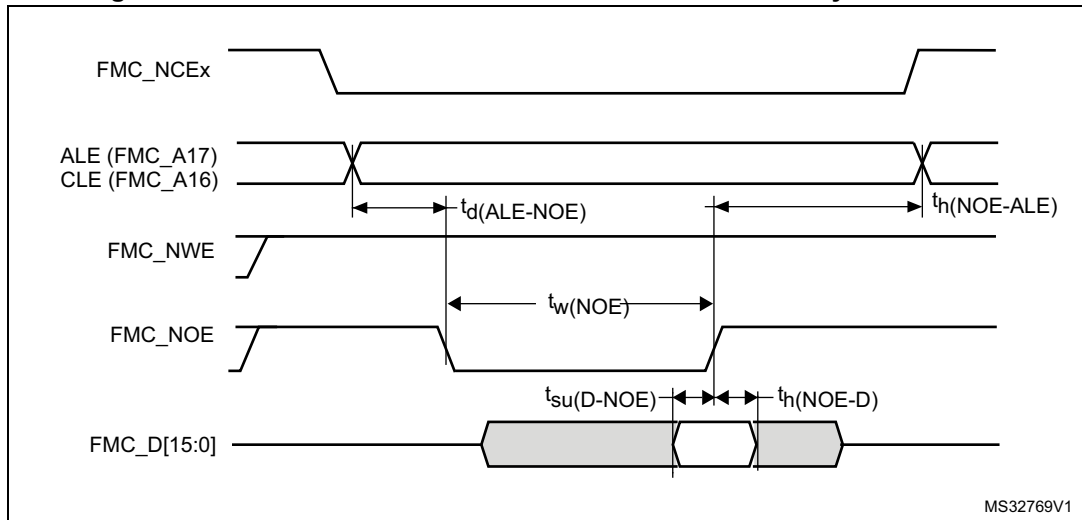 FMC_NCEx
ALE (FMC_A17)
CLE (FMC_A16)
td(ALE-NOE)
th(NOE-ALE)
FMC_NWE
tw(NOE)
FMC_NOE
tsu(D-NOE)
th(NOE-D)
FMC_D[15:0]
MS32769V1